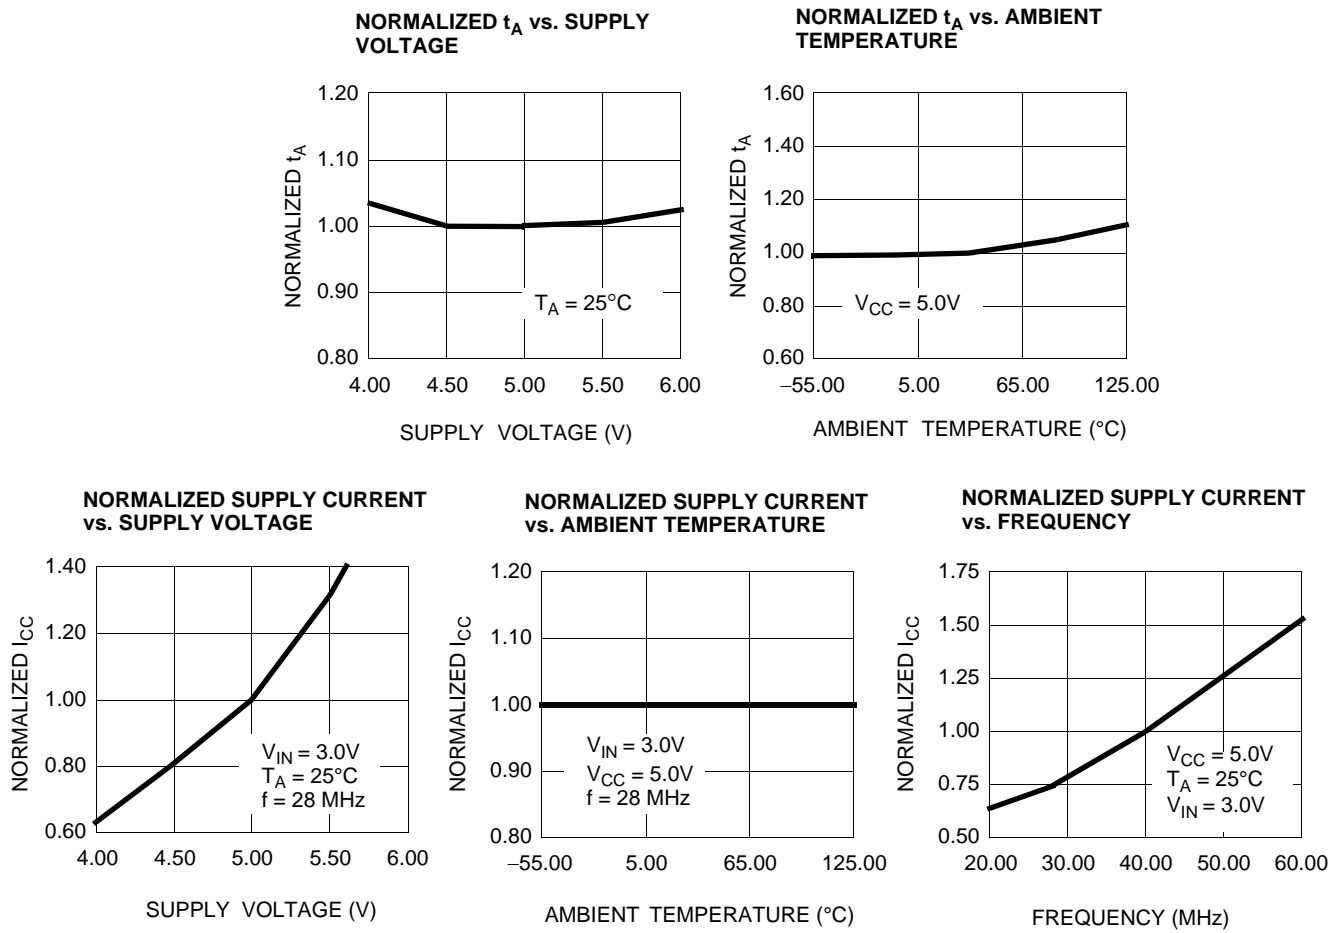 NORMALIZED tA vs. SUPPLY
VOLTAGE
1.20
1.10
1.00
0.90
0.80
NORMALIZED tA
TA = 25°C
4.00 4.50 5.00 5.50 6.00
SUPPLY VOLTAGE (V)
NORMALIZED tA vs. AMBIENT
TEMPERATURE
1.60
1.40
1.20
1.00
0.80
0.60
NORMALIZED tA
VCC = 5.0V
−55.00 5.00 65.00 125.00
AMBIENT TEMPERATURE (°C)
NORMALIZED SUPPLY CURRENT
vs. SUPPLY VOLTAGE
1.40
1.20
1.00
0.80
0.60
NORMALIZED ICC
VIN = 3.0V
TA = 25°C
f = 28 MHz
4.00 4.50 5.00 5.50 6.00
SUPPLY VOLTAGE (V)
NORMALIZED SUPPLY CURRENT
vs. AMBIENT TEMPERATURE
1.20
1.10
1.00
0.90
0.80
NORMALIZED ICC
VIN = 3.0V
VCC = 5.0V
f = 28 MHz
−55.00 5.00 65.00 125.00
AMBIENT TEMPERATURE (°C)
NORMALIZED SUPPLY CURRENT
vs. FREQUENCY
1.75
1.50
1.25
1.00
0.75
0.50
NORMALIZED ICC
VCC = 5.0V
TA = 25°C
VIN = 3.0V
20.00 30.00 40.00 50.00 60.00
FREQUENCY (MHz)